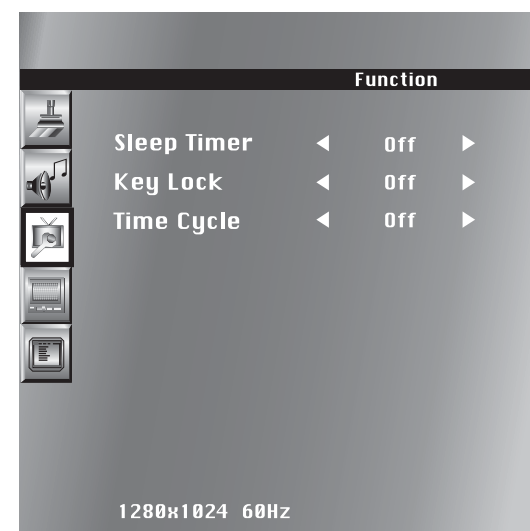 Function
Sleep Timer ◀ Off ▶
Key Lock ◀ Off ▶
Time Cycle ◀ Off ▶
1280x1024 60Hz